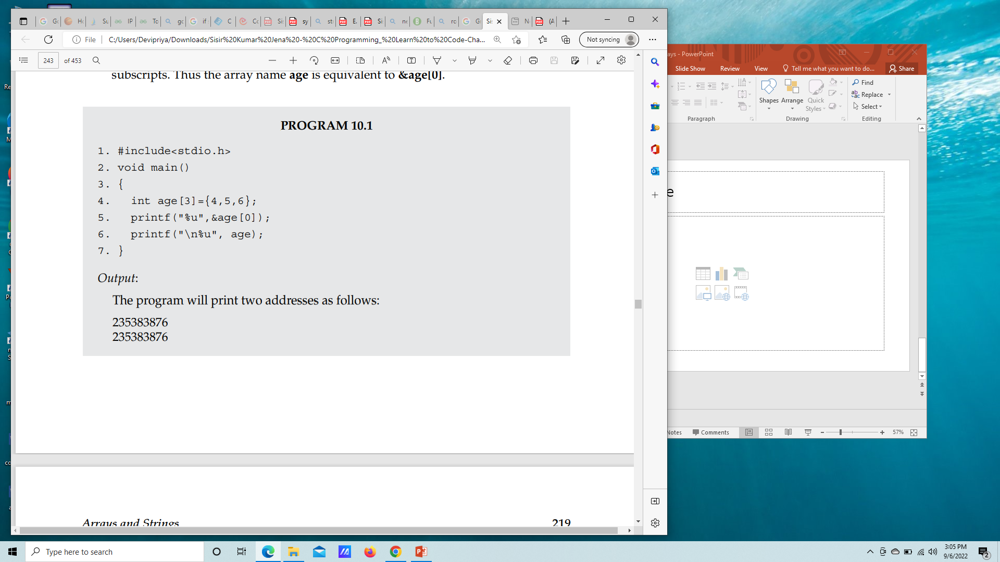 File
C:/Users/Devipriya/Downloads/Sisir%20Kumar%20Jena%20-%20C%20Programming_%20Learn%20to%20Code-Cha...
Not syncing
243 of 453
subscripts. Thus the array name age is equivalent to &age[0].
PROGRAM 10.1
1. #include<stdio.h>
2. void main()
3. {
4. int age[3]={4,5,6};
5. printf("%u",&age[0]);
6. printf("\n%u", age);
7. }
Output:
The program will print two addresses as follows:
235383876
235383876
Arrays and Strings 219
ays - PowerPoint
Slide Show Review View Tell me what you want to do... Share
Shapes Arrange Quick Styles
Find
Replace
Select
Paragraph Drawing Editing
e
Notes Comments 57%
Type here to search
3:05 PM
9/6/2022
2